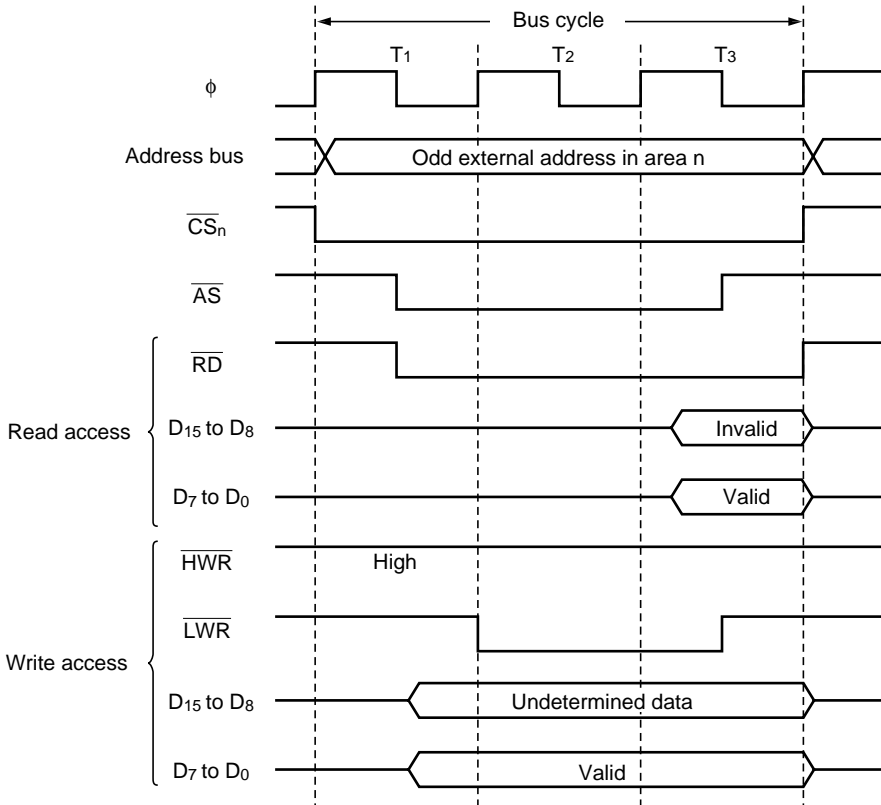 Bus cycle
T1 T2 T3
ϕ
Address bus Odd external address in area n
CSn
AS
RD
Read access D15 to D8 Invalid
D7 to D0 Valid
HWR High
LWR
Write access D15 to D8 Undetermined data
D7 to D0 Valid